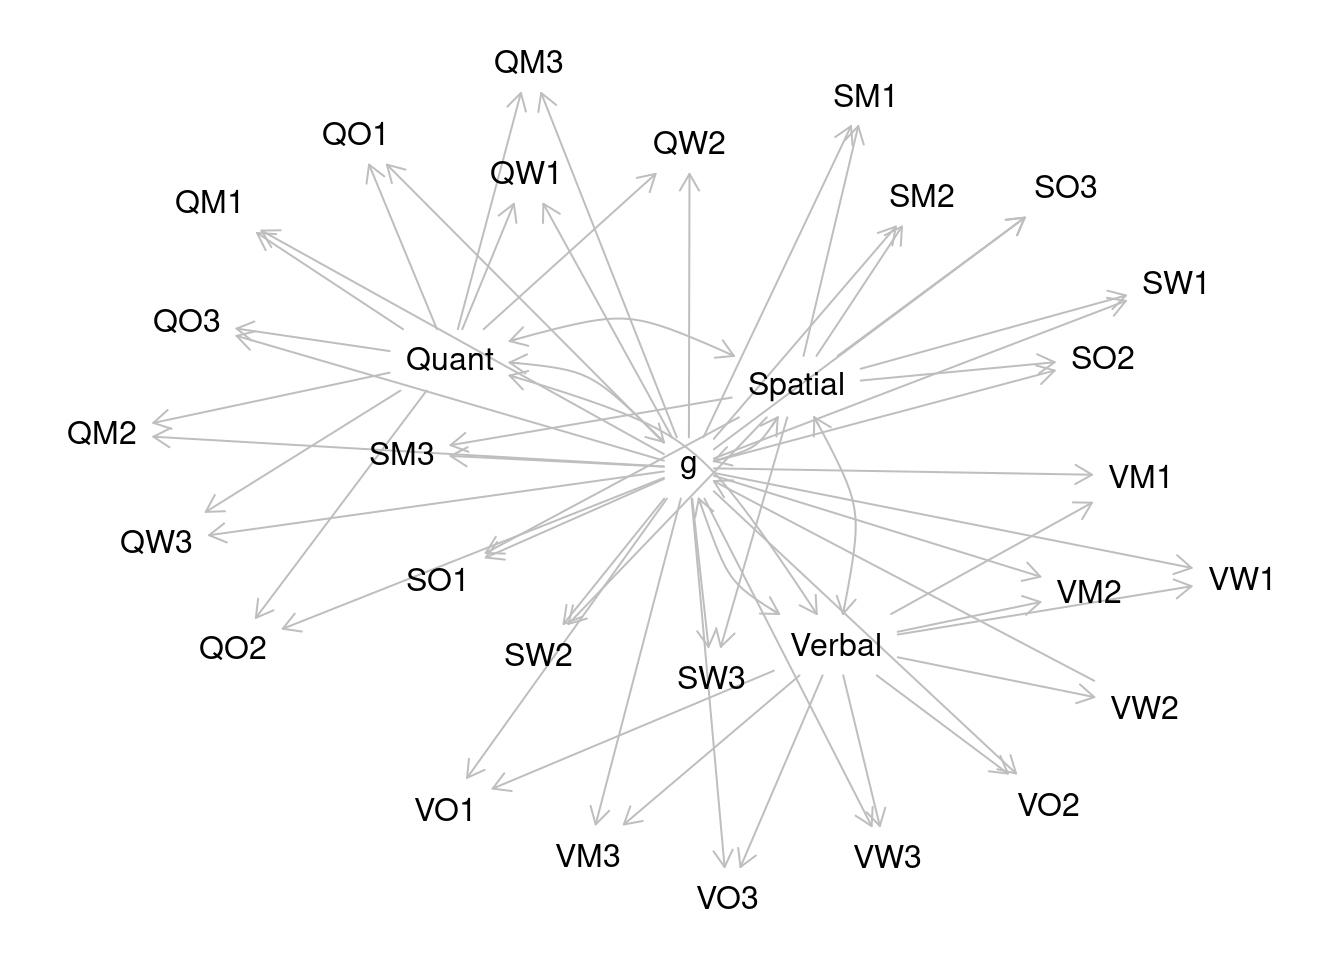 QM3
SM1
QO1
QW2
QW1
SO3
SM2
QM1
SW1
QO3
Quant
SO2
Spatial
QM2
SM3
g
VM1
QW3
SO1
VM2
VW1
QO2
SW2
Verbal
SW3
VW2
VO1
VO2
VM3
VW3
VO3